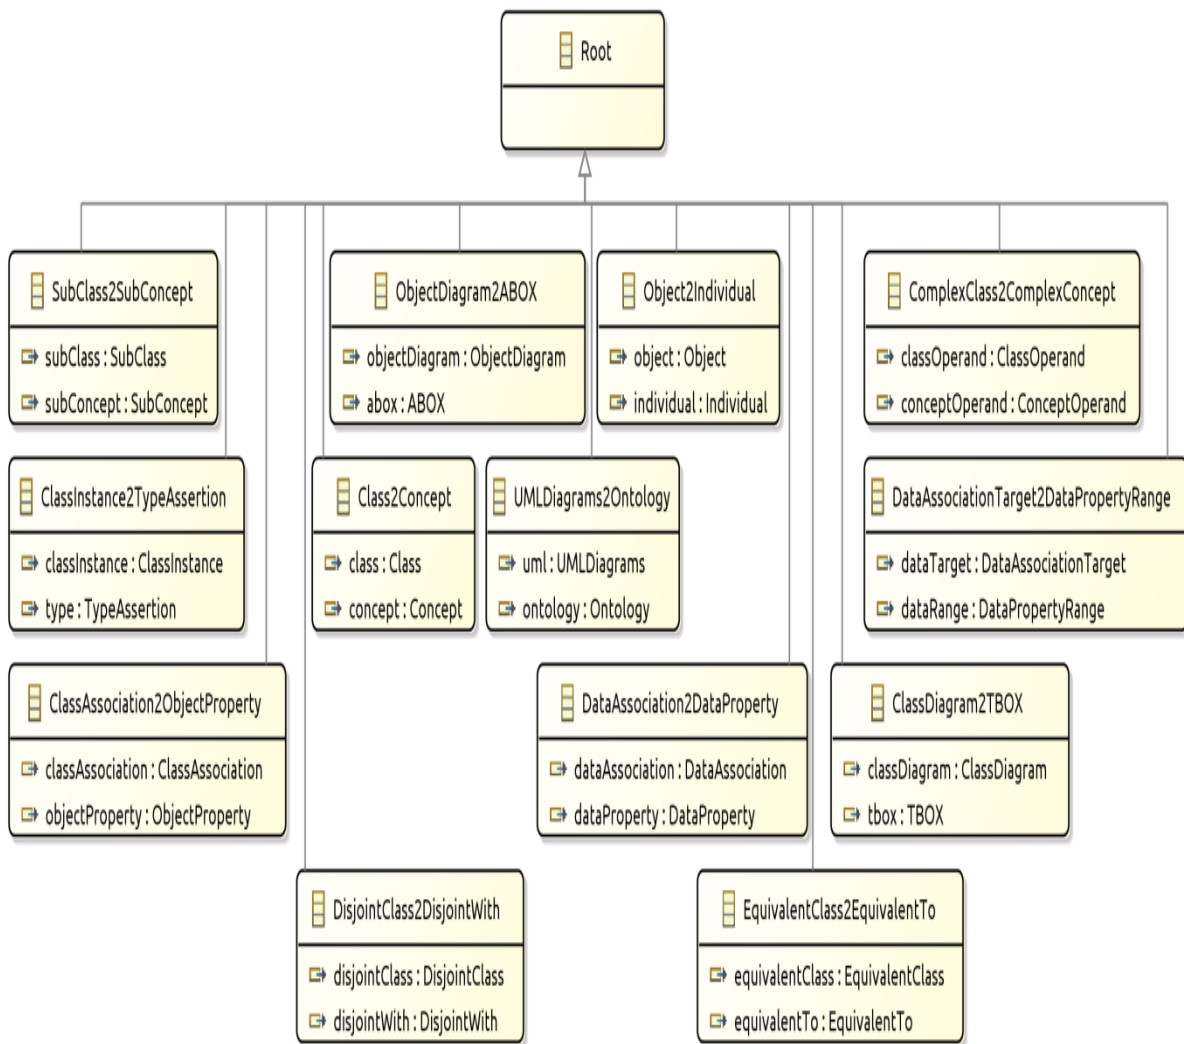 Root
SubClass2SubConcept
subClass : SubClass
subConcept : SubConcept
ObjectDiagram2ABOX
objectDiagram : ObjectDiagram
abox : ABOX
Object2Individual
object : Object
individual : Individual
ComplexClass2ComplexConcept
classOperand : ClassOperand
conceptOperand : ConceptOperand
ClassInstance2TypeAssertion
classInstance : ClassInstance
type : TypeAssertion
Class2Concept
class : Class
concept : Concept
UMLDiagrams2Ontology
uml : UMLDiagrams
ontology : Ontology
DataAssociationTarget2DataPropertyRange
dataTarget : DataAssociationTarget
dataRange : DataPropertyRange
ClassAssociation2ObjectProperty
classAssociation : ClassAssociation
objectProperty : ObjectProperty
DataAssociation2DataProperty
dataAssociation : DataAssociation
dataProperty : DataProperty
ClassDiagram2TBOX
classDiagram : ClassDiagram
tbox : TBOX
DisjointClass2DisjointWith
disjointClass : DisjointClass
disjointWith : DisjointWith
EquivalentClass2EquivalentTo
equivalentClass : EquivalentClass
equivalentTo : EquivalentTo